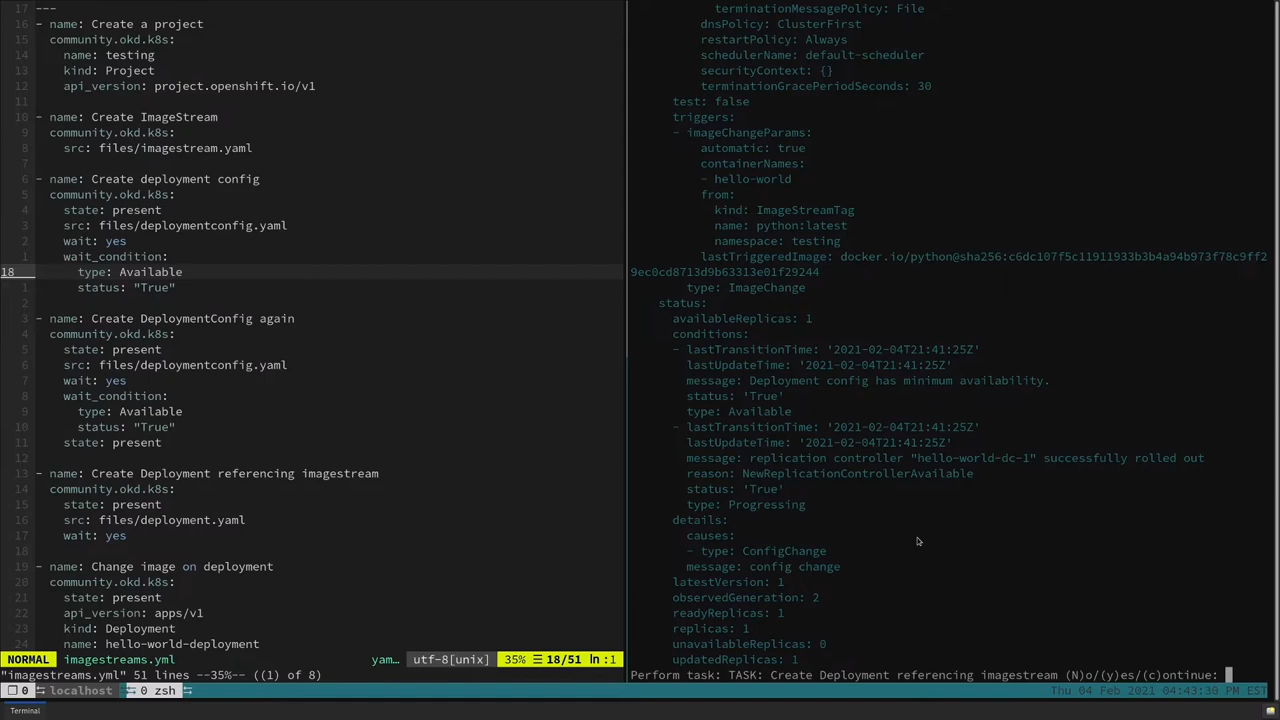 17 ---
16 - name: Create a project
15 community.okd.k8s:
14 name: testing
13 kind: Project
12 api_version: project.openshift.io/v1
11
10 - name: Create ImageStream
9 community.okd.k8s:
8 src: files/imagestream.yaml
7
6 - name: Create deployment config
5 community.okd.k8s:
4 state: present
3 src: files/deploymentconfig.yaml
2 wait: yes
1 wait_condition:
18 type: Available
1 status: "True"
2
3 - name: Create DeploymentConfig again
4 community.okd.k8s:
5 state: present
6 src: files/deploymentconfig.yaml
7 wait: yes
8 wait_condition:
9 type: Available
10 status: "True"
11 state: present
12
13 - name: Create Deployment referencing imagestream
14 community.okd.k8s:
15 state: present
16 src: files/deployment.yaml
17 wait: yes
18
19 - name: Change image on deployment
20 community.okd.k8s:
21 state: present
22 api_version: apps/v1
23 kind: Deployment
24 name: hello-world-deployment
NORMAL imagestreams.yml yam… utf-8[unix] 35% ☰ 18/51 ln :1
"imagestreams.yml" 51 lines --35%-- ((1) of 8)
terminationMessagePolicy: File
dnsPolicy: ClusterFirst
restartPolicy: Always
schedulerName: default-scheduler
securityContext: {}
terminationGracePeriodSeconds: 30
test: false
triggers:
- imageChangeParams:
automatic: true
containerNames:
- hello-world
from:
kind: ImageStreamTag
name: python:latest
namespace: testing
lastTriggeredImage: docker.io/python@sha256:c6dc107f5c11911933b3b4a94b973f78c9ff2
9ec0cd8713d9b63313e01f29244
type: ImageChange
status:
availableReplicas: 1
conditions:
- lastTransitionTime: '2021-02-04T21:41:25Z'
lastUpdateTime: '2021-02-04T21:41:25Z'
message: Deployment config has minimum availability.
status: 'True'
type: Available
- lastTransitionTime: '2021-02-04T21:41:25Z'
lastUpdateTime: '2021-02-04T21:41:25Z'
message: replication controller "hello-world-dc-1" successfully rolled out
reason: NewReplicationControllerAvailable
status: 'True'
type: Progressing
details:
causes:
- type: ConfigChange
message: config change
latestVersion: 1
observedGeneration: 2
readyReplicas: 1
replicas: 1
unavailableReplicas: 0
updatedReplicas: 1
Perform task: TASK: Create Deployment referencing imagestream (N)o/(y)es/(c)ontinue:
0 localhost 0 zsh Thu 04 Feb 2021 04:43:30 PM EST
Terminal